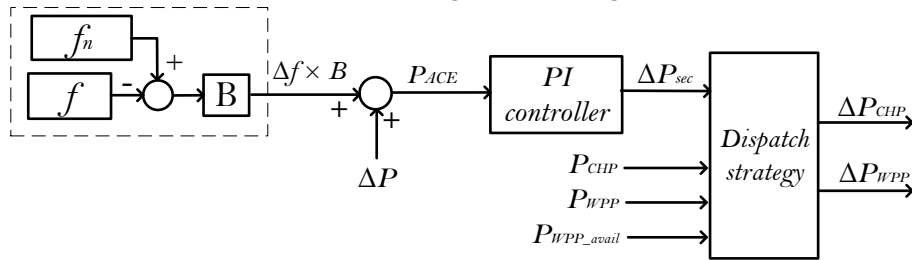 fn
+
f
-
B
Δf × B
+
+
ΔP
PACE
PI
controller
ΔPsec
PCHP
PWPP
PWPP_avail
Dispatch
strategy
ΔPCHP
ΔPWPP